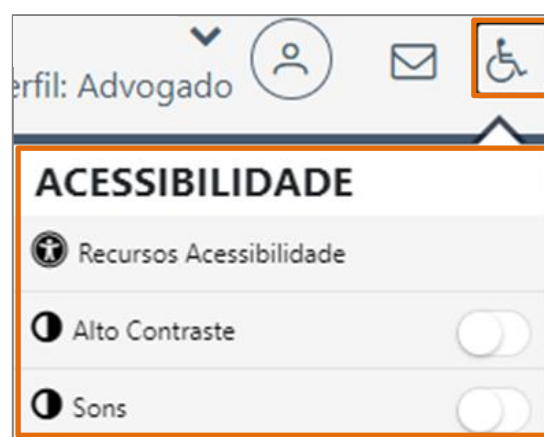 erfil: Advogado
ACESSIBILIDADE
Recursos Acessibilidade
Alto Contraste
Sons